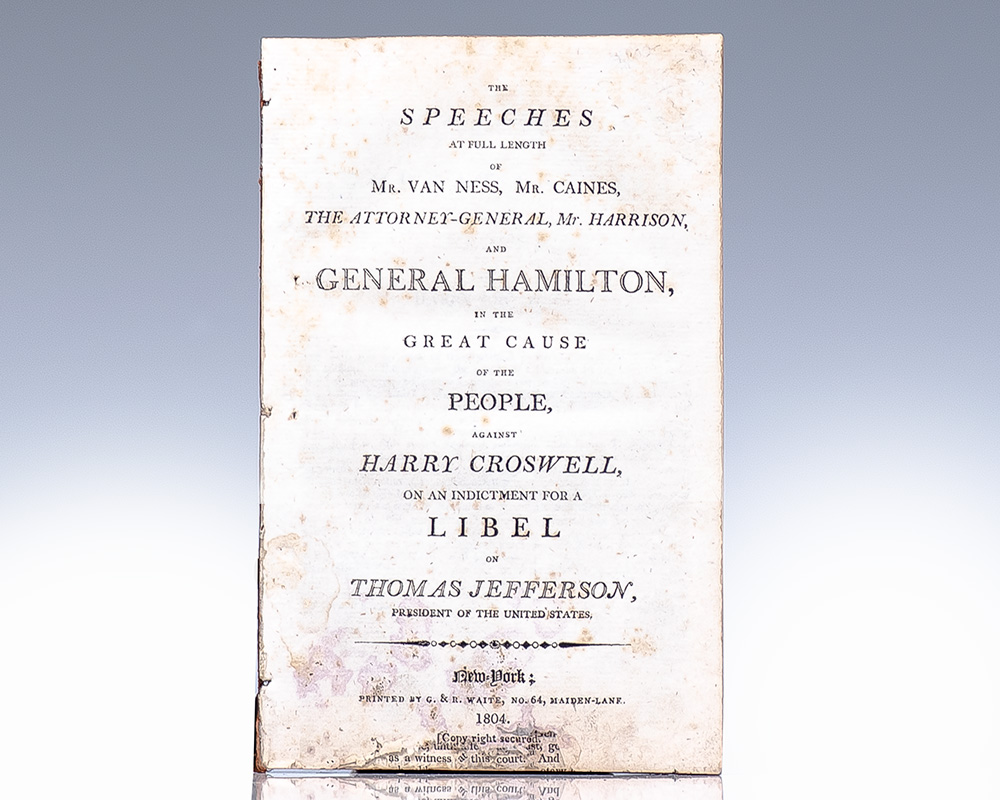 THE
SPEECHES
AT FULL LENGTH
OF
Mr. VAN NESS, Mr. CAINES,
THE ATTORNEY-GENERAL, Mr. HARRISON,
AND
GENERAL HAMILTON,
IN THE
GREAT CAUSE
OF THE
PEOPLE,
AGAINST
HARRY CROSWELL,
ON AN INDICTMENT FOR A
LIBEL
ON
THOMAS JEFFERSON,
PRESIDENT OF THE UNITED STATES.
New-York:
PRINTED BY G. & R. WAITE, NO. 64, MAIDEN-LANE.
1804.
[Copy right secured.
as a witness of this court. And